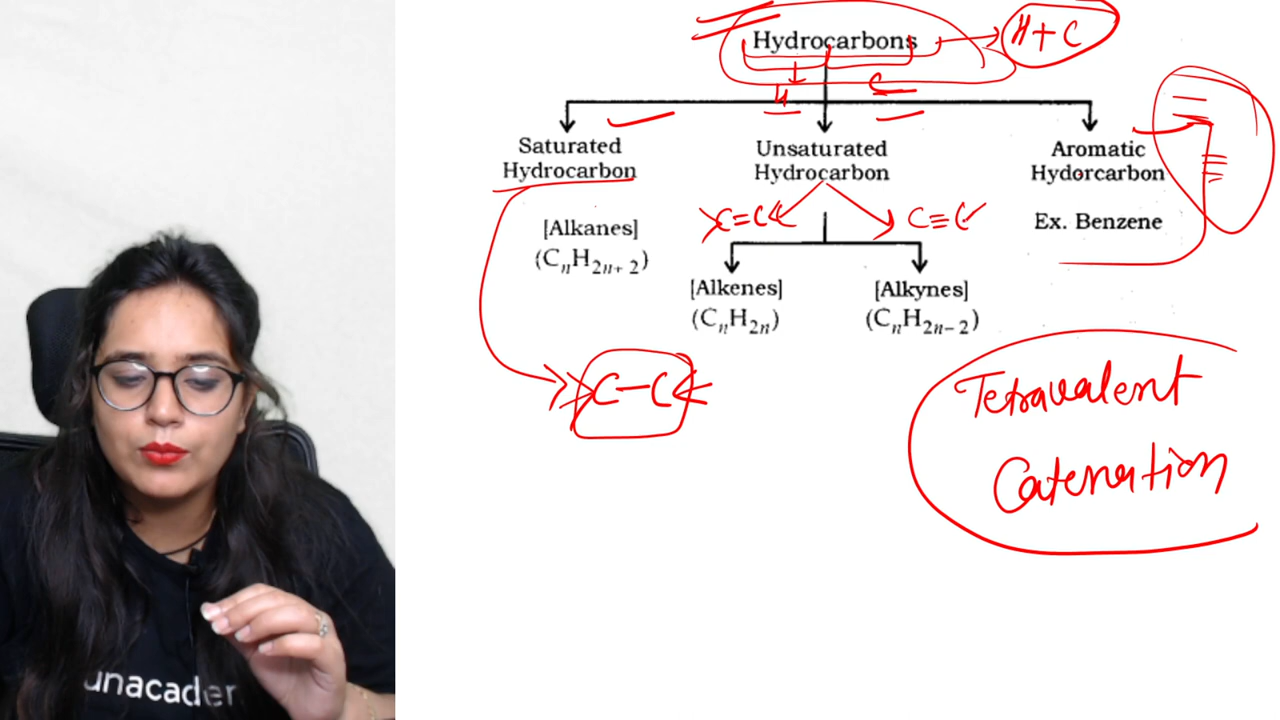 Hydrocarbons
H+C
H C
Saturated
Hydrocarbon
[Alkanes]
(CₙH₂ₙ₊ ₂)
Unsaturated
Hydrocarbon
C=C
C≡C
[Alkenes]
(CₙH₂ₙ)
[Alkynes]
(CₙH₂ₙ₋ ₂)
Aromatic
Hydorcarbon
Ex. Benzene
C-C
Tetravalent
Catenation
unacader